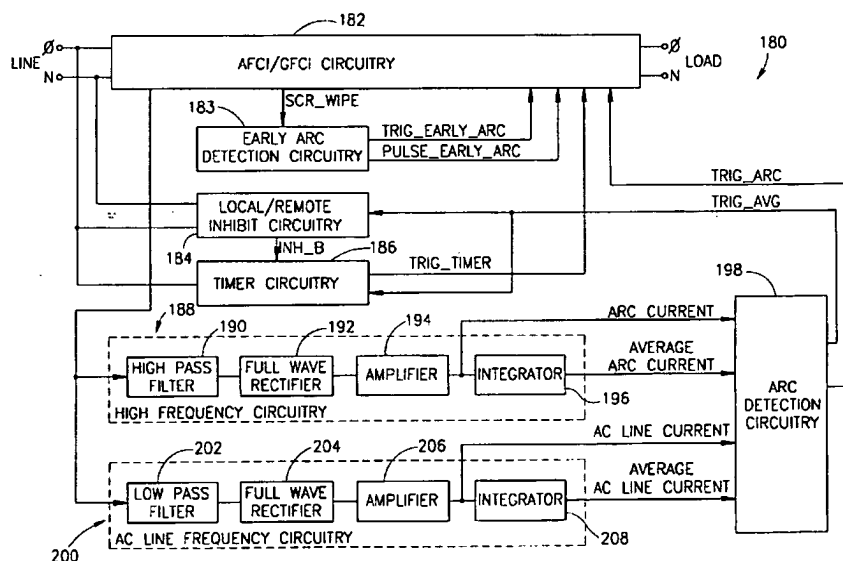 182
Ø
LINE
N
AFCI/GFCI CIRCUITRY
Ø
LOAD
N
180
SCR_WIPE
183
EARLY ARC
DETECTION CIRCUITRY
TRIG_EARLY_ARC
PULSE_EARLY_ARC
TRIG_ARC
TRIG_AVG
LOCAL/REMOTE
INHIBIT CIRCUITRY
184
INH_B
186
TIMER CIRCUITRY
TRIG_TIMER
198
188
190
192
194
ARC CURRENT
HIGH PASS
FILTER
FULL WAVE
RECTIFIER
AMPLIFIER
INTEGRATOR
AVERAGE
ARC CURRENT
196
HIGH FREQUENCY CIRCUITRY
ARC
DETECTION
CIRCUITRY
202
204
206
AC LINE CURRENT
LOW PASS
FILTER
FULL WAVE
RECTIFIER
AMPLIFIER
INTEGRATOR
AVERAGE
AC LINE CURRENT
208
200
AC LINE FREQUENCY CIRCUITRY